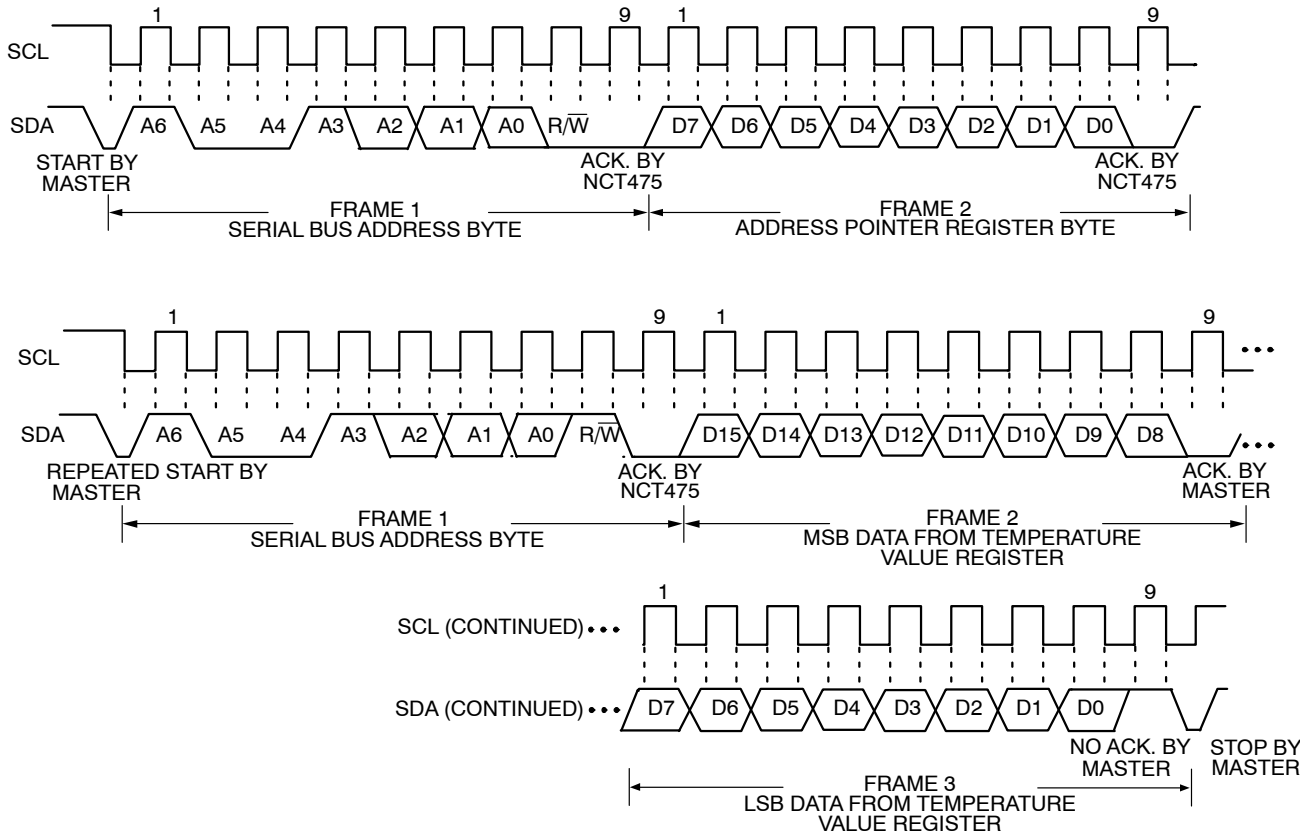 1 9 1 9
SCL
SDA A6 A5 A4 A3 A2 A1 A0 R/W̅ D7 D6 D5 D4 D3 D2 D1 D0
START BY
MASTER
ACK. BY
NCT475
ACK. BY
NCT475
FRAME 1
SERIAL BUS ADDRESS BYTE
FRAME 2
ADDRESS POINTER REGISTER BYTE
1 9 1 9
SCL
SDA A6 A5 A4 A3 A2 A1 A0 R/W̅ D15 D14 D13 D12 D11 D10 D9 D8
REPEATED START BY
MASTER
ACK. BY
NCT475
ACK. BY
MASTER
FRAME 1
SERIAL BUS ADDRESS BYTE
FRAME 2
MSB DATA FROM TEMPERATURE
VALUE REGISTER
1 9
SCL (CONTINUED)
SDA (CONTINUED) D7 D6 D5 D4 D3 D2 D1 D0
NO ACK. BY
MASTER
STOP BY
MASTER
FRAME 3
LSB DATA FROM TEMPERATURE
VALUE REGISTER